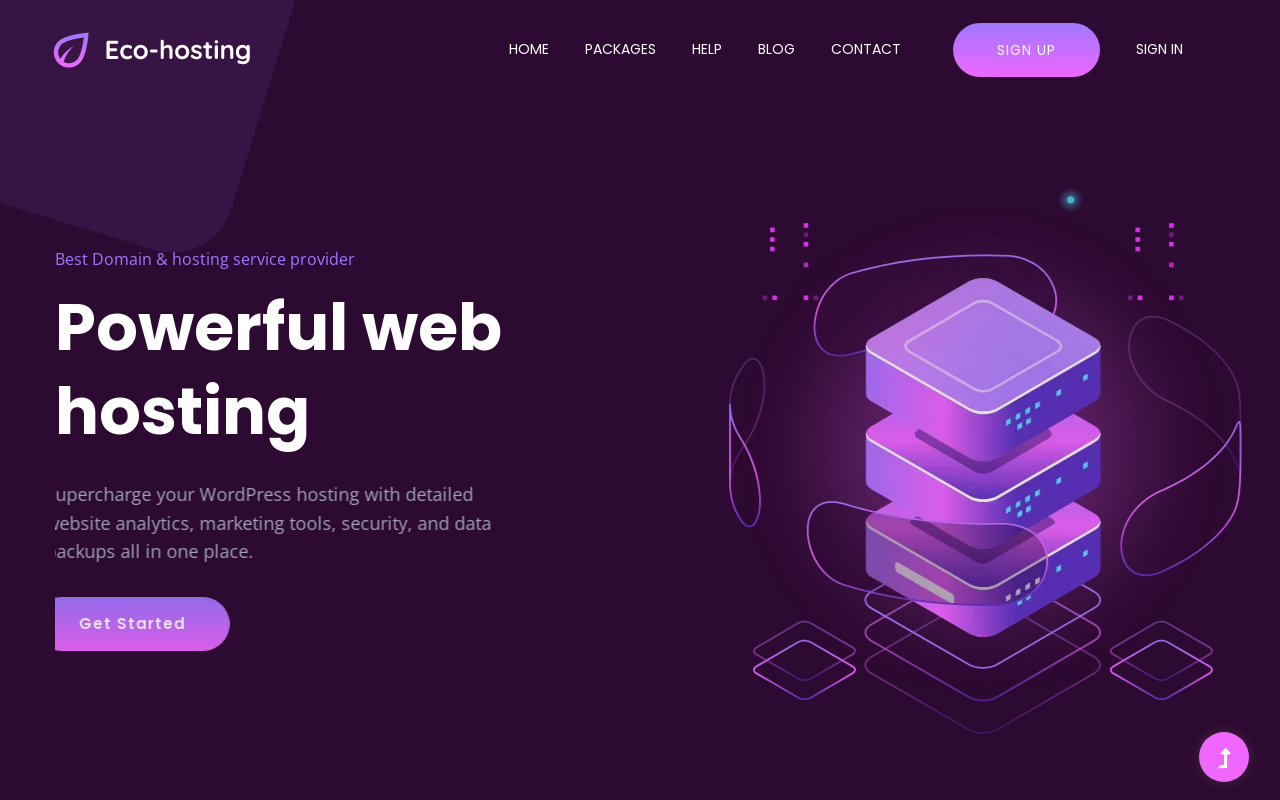 Eco-hosting
HOME PACKAGES HELP BLOG CONTACT SIGN UP SIGN IN
Best Domain & hosting service provider
Powerful web
hosting
upercharge your WordPress hosting with detailed
ebsite analytics, marketing tools, security, and data
ackups all in one place.
Get Started